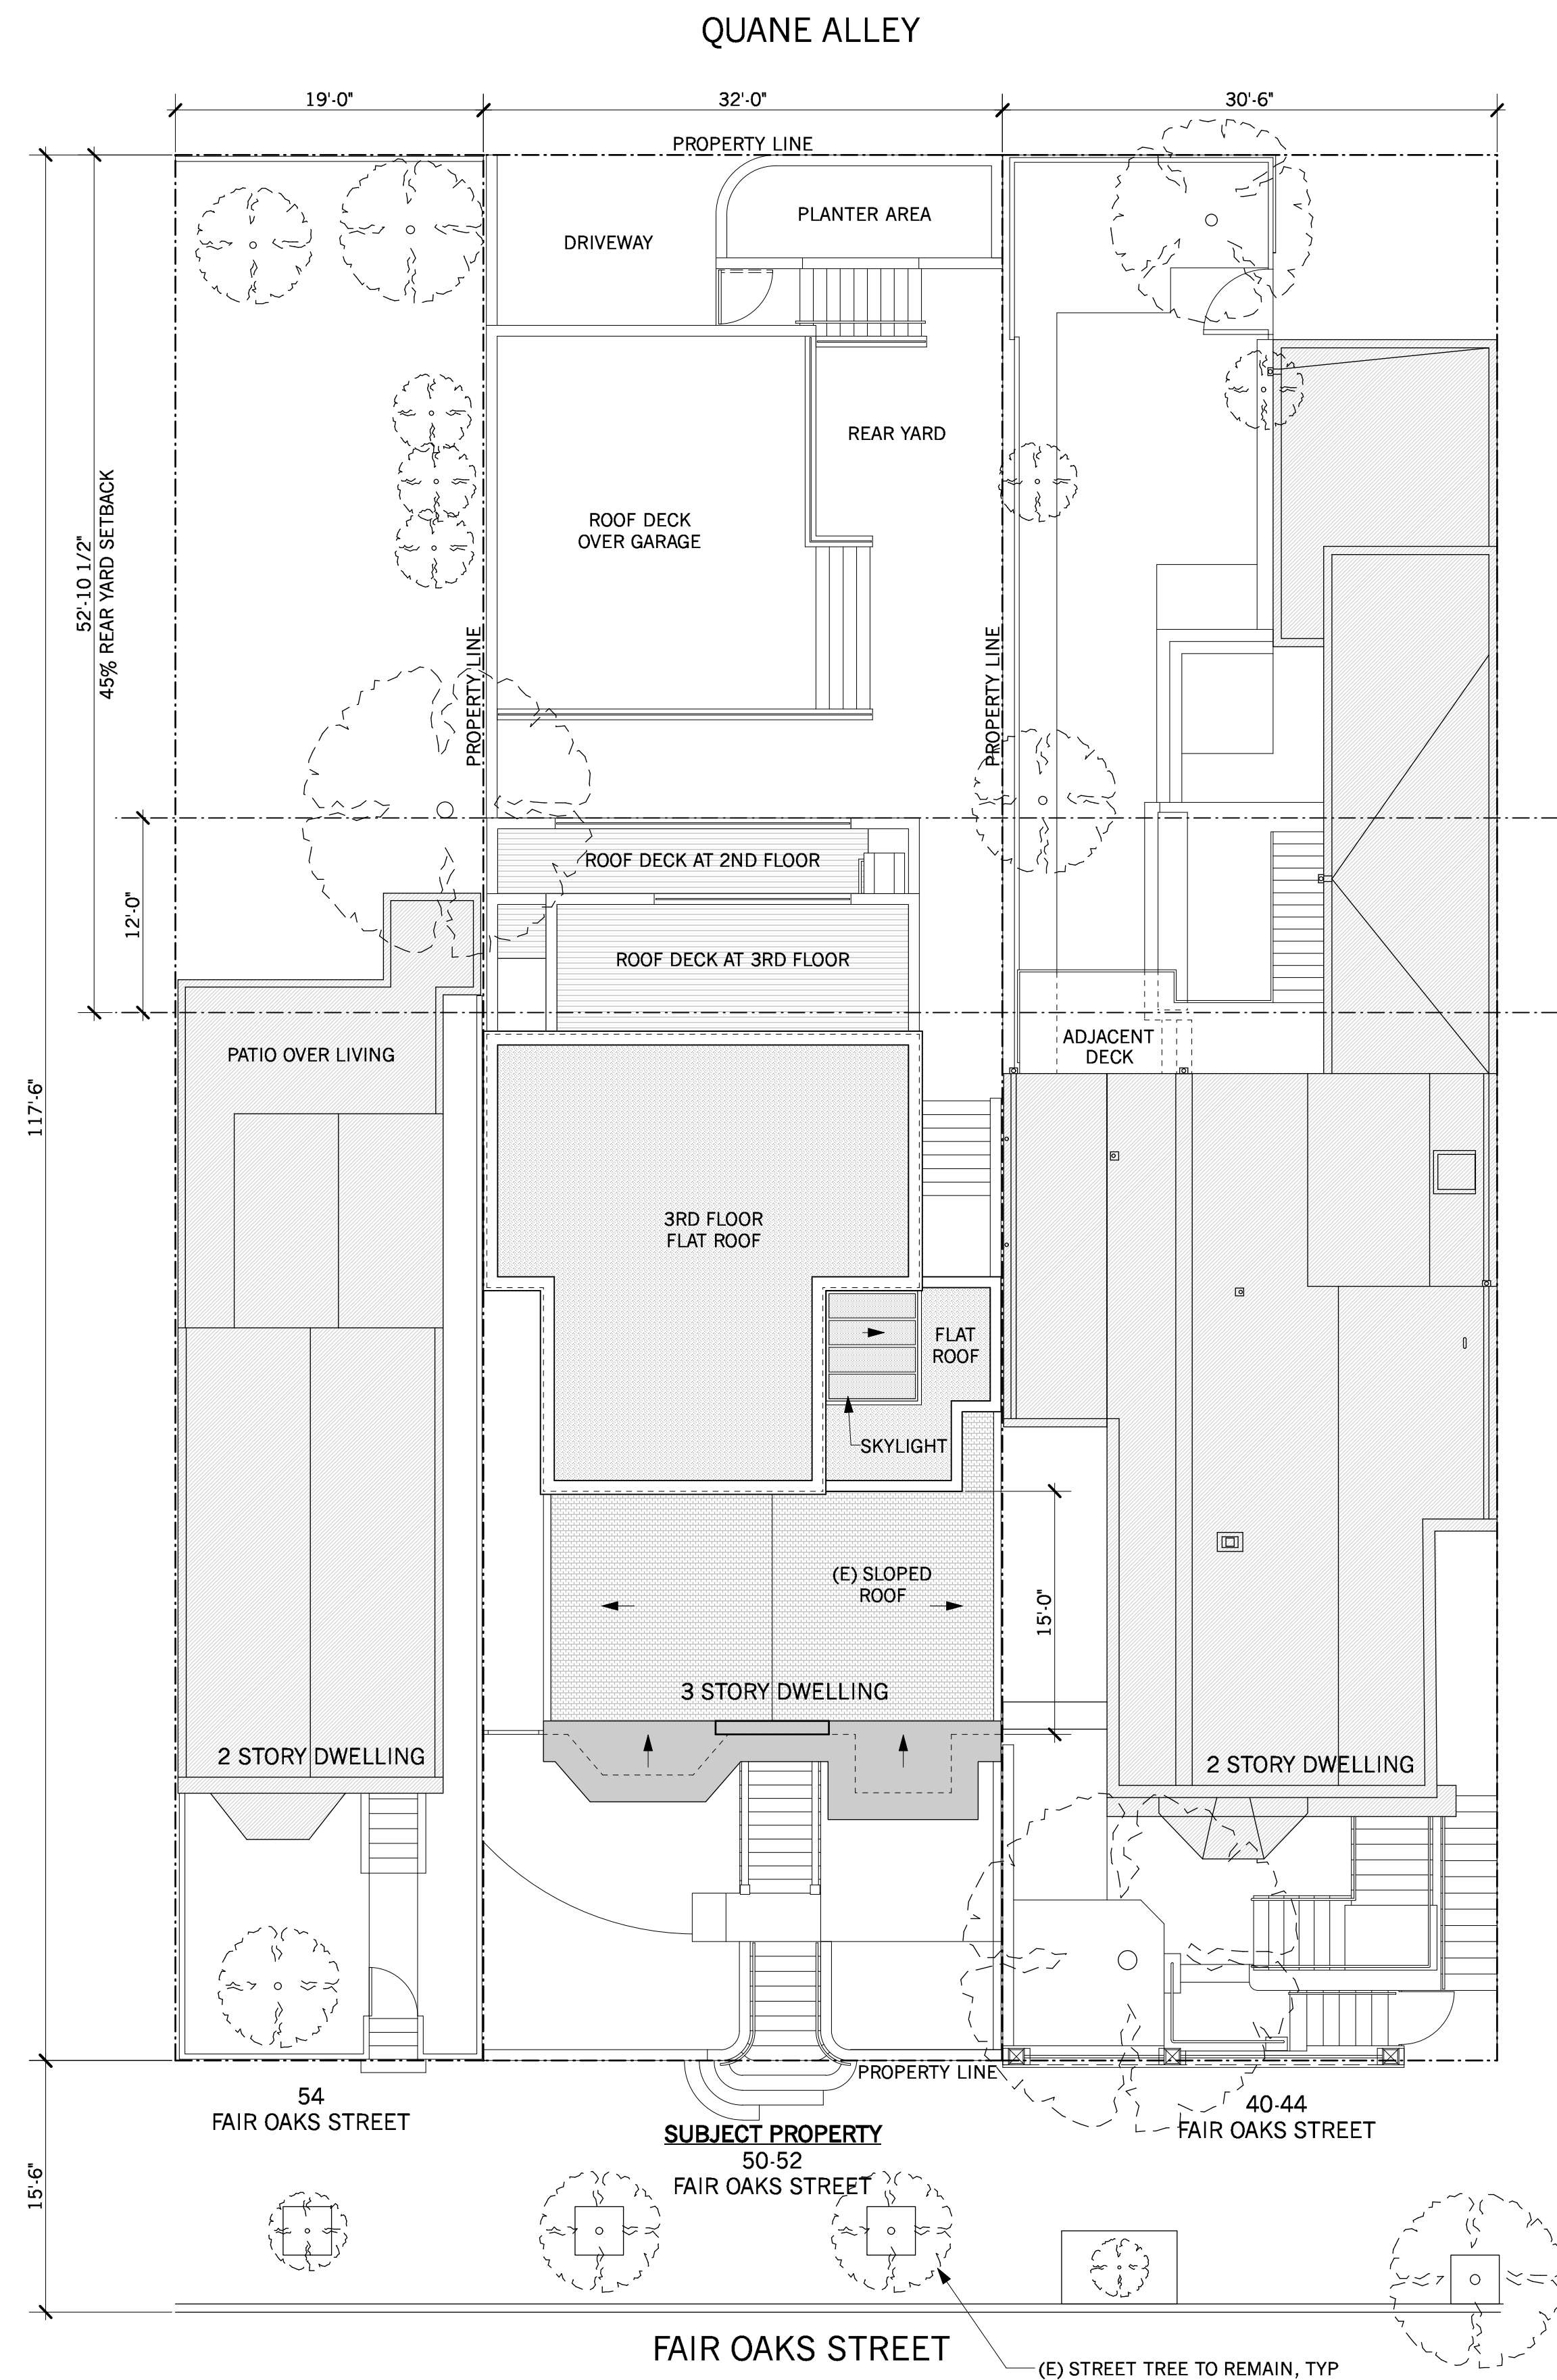 QUANE ALLEY
19'-0"
32'-0"
30'-6"
PROPERTY LINE
PLANTER AREA
DRIVEWAY
REAR YARD
ROOF DECK
OVER GARAGE
52'-10 1/2"
45% REAR YARD SETBACK
PROPERTY LINE
PROPERTY LINE
ROOF DECK AT 2ND FLOOR
12'-0"
ROOF DECK AT 3RD FLOOR
PATIO OVER LIVING
ADJACENT
DECK
117'-6"
3RD FLOOR
FLAT ROOF
FLAT
ROOF
SKYLIGHT
(E) SLOPED
ROOF
15'-0"
3 STORY DWELLING
2 STORY DWELLING
2 STORY DWELLING
PROPERTY LINE
54
FAIR OAKS STREET
40-44
FAIR OAKS STREET
SUBJECT PROPERTY
50-52
FAIR OAKS STREET
15'-6"
FAIR OAKS STREET
(E) STREET TREE TO REMAIN, TYP